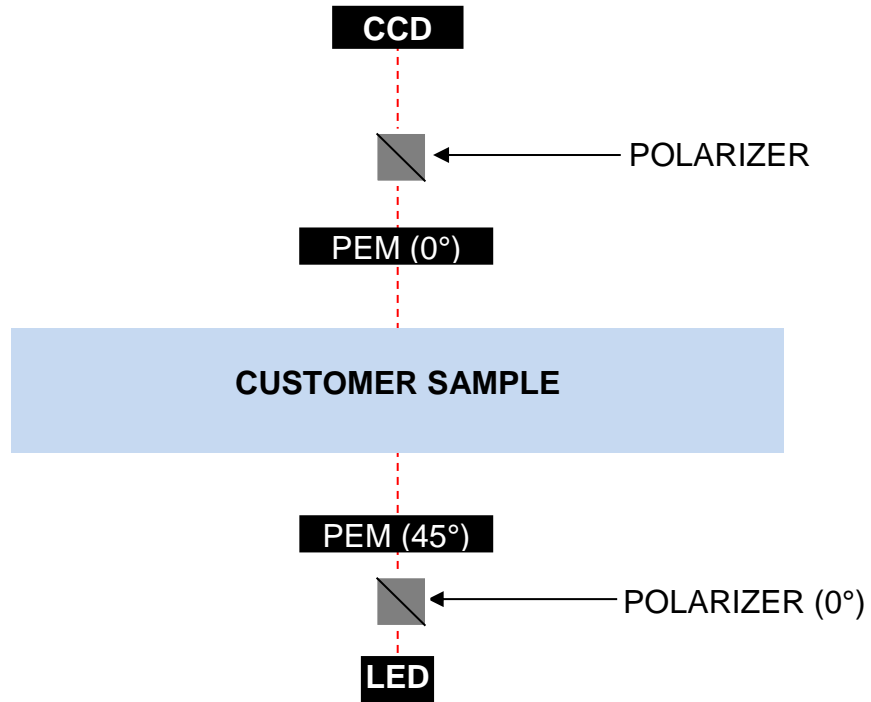 CCD
POLARIZER
PEM (0°)
CUSTOMER SAMPLE
PEM (45°)
POLARIZER (0°)
LED